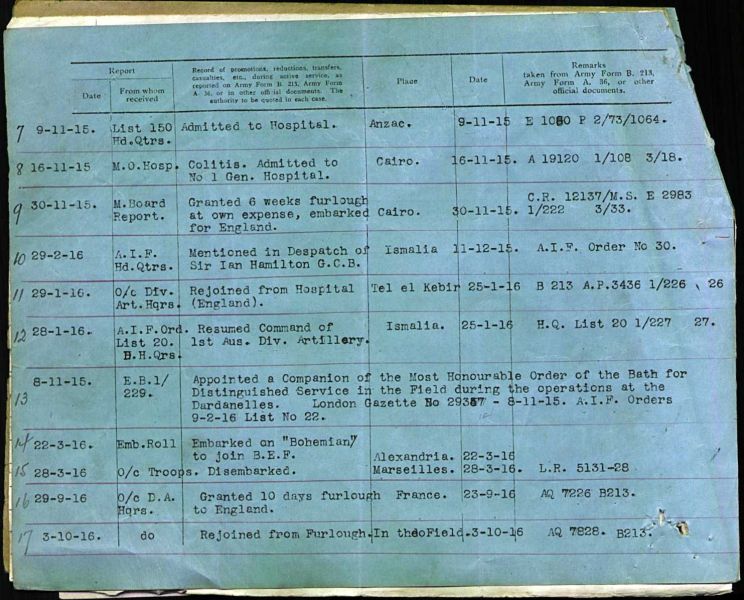 Report
Record of promotions, reductions, transfers, casualties, etc., during active service, as reported on Army Form B. 213, Army Form A. 36, or in other official documents. The authority to be quoted in each case.
Place
Date
Remarks
taken from Army Form B. 213,
Army Form A. 36, or other
official documents.
Date
From whom
received
7 9-11-15. List 150 Admitted to Hospital. Anzac. 9-11-15 E 1080 P 2/73/1064.
Hd.Qtrs.
8 16-11-15 M.O.Hosp. Colitis. Admitted to Cairo. 16-11-15. A 19120 1/108 3/18.
No 1 Gen. Hospital.
9 30-11-15. M.Board Granted 6 weeks furlough C.R. 12137/M.S. E 2983
Report. at own expense, embarked Cairo. 30-11-15. 1/222 3/33.
for England.
10 29-2-16 A.I.F. Mentioned in Despatch of Ismalia 11-12-15. A.I.F. Order No 30.
Hd.Qtrs. Sir Ian Hamilton G.C.B.
11 29-1-16. O/c Div. Rejoined from Hospital Tel el Kebir 25-1-16 B 213 A.P.3436 1/226 26
Art.Hqrs. (England).
12 28-1-16. A.I.F.Ord. Resumed Command of Ismalia. 25-1-16 H.Q. List 20 1/227 27.
List 20. 1st Aus. Div. Artillery.
B.H.Qrs.
13 8-11-15. E.B.1/ Appointed a Companion of the Most Honourable Order of the Bath for
229. Distinguished Service in the Field during the operations at the
Dardanelles. London Gazette No 29357 - 8-11-15. A.I.F. Orders
9-2-16 List No 22.
14 22-3-16. Emb.Roll Embarked on "Bohemian"
to join B.E.F. Alexandria. 22-3-16
15 28-3-16 O/c Troops. Disembarked. Marseilles. 28-3-16. L.R. 5131-28
16 29-9-16 O/c D.A. Granted 10 days furlough France. 23-9-16 AQ 7226 B213.
Hqrs. to England.
17 3-10-16. do Rejoined from Furlough. In the Field. 3-10-16 AQ 7828. B213.